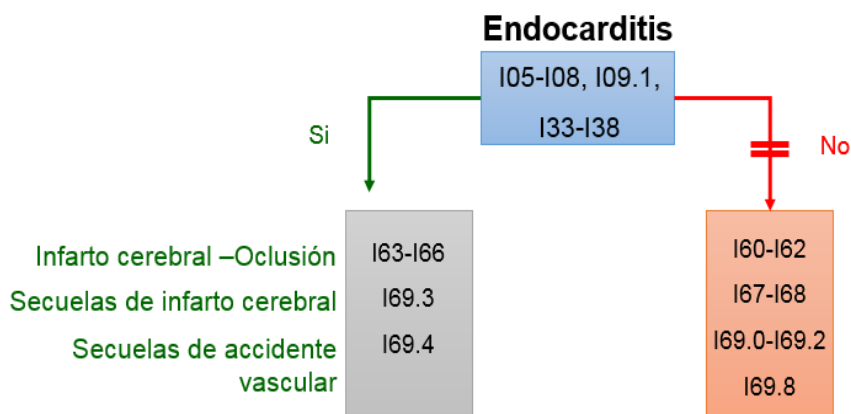 Endocarditis
I05-I08, I09.1,
I33-I38
Si
No
Infarto cerebral –Oclusión
I63-I66
Secuelas de infarto cerebral
I69.3
Secuelas de accidente
vascular
I69.4
I60-I62
I67-I68
I69.0-I69.2
I69.8